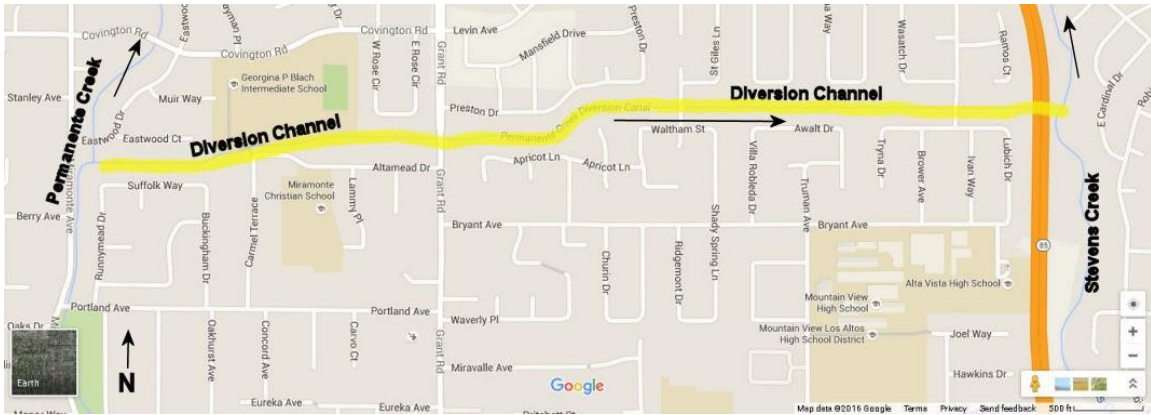 Covington Rd
Permanente Creek
Stanley Ave
Eastwood Dr
Eastwood Ct
Muir Way
Covington Rd
Georgina P Blach
Intermediate School
W Rose Cir
E Rose Cir
Grant Rd
Levin Ave
Mansfield Drive
Preston Dr
Preston Dr
St Giles Ln
Wasatch Dr
Ramos Ct
E Cardinal Dr
Diversion Channel
Permanente Creek Diversion Canal
Diversion Channel
Waltham St
Awalt Dr
Miramonte Ave
Berry Ave
Suffolk Way
Runnymede Dr
Buckingham Dr
Carmel Terrace
Miramonte
Christian School
Lammy Pl
Altamead Dr
Grant Rd
Apricot Ln
Apricot Ln
Bryant Ave
Churin Dr
Ridgemont Dr
Shady Spring Ln
Villa Robleda Dr
Truman Ave
Tryna Dr
Brower Ave
Ivan Way
Lubich Dr
Bryant Ave
85
Stevens Creek
Alta Vista High School
Mountain View
High School
Mountain View Los Altos
High School District
Joel Way
Hawkins Dr
Portland Ave
Portland Ave
Oaks Dr
Oakhurst Ave
Concord Ave
Carvo Ct
Eureka Ave
Eureka Ave
Waverly Pl
Grant Rd
Miravalle Ave
N
Earth
Google
Map data ©2016 Google Terms Privacy Send feedback 500 ft